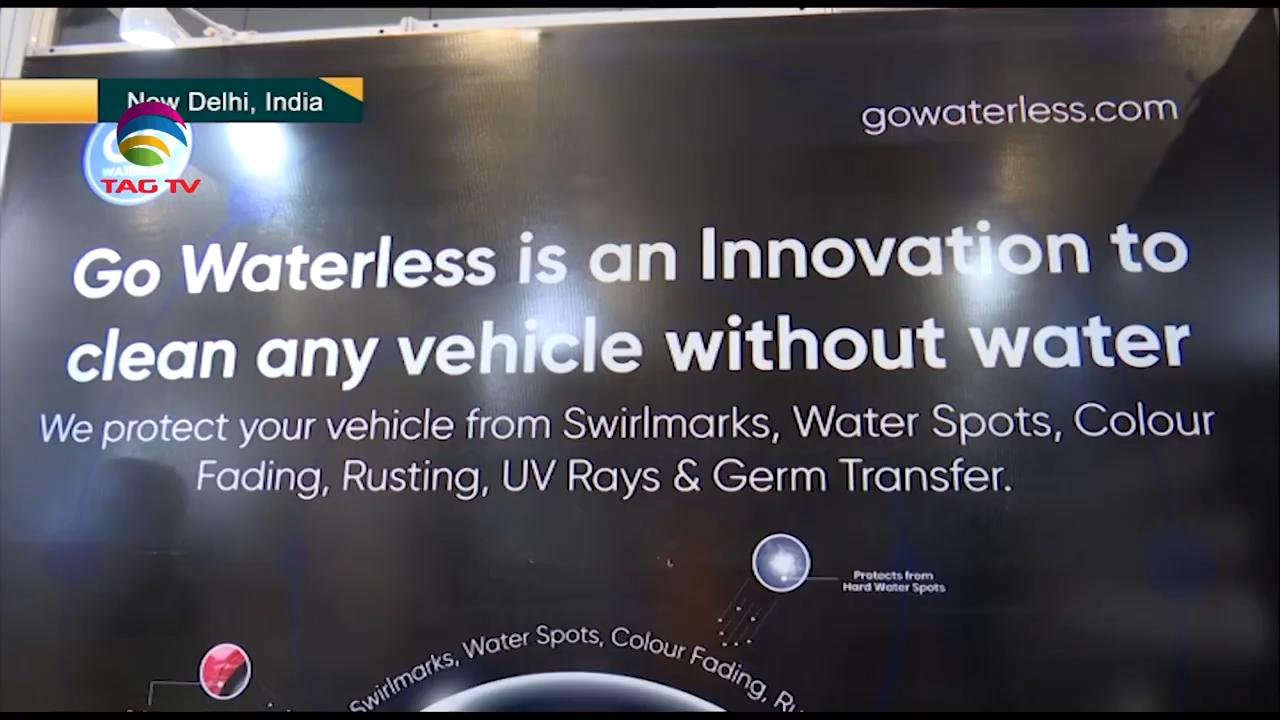 New Delhi, India
gowaterless.com
TAG TV
Go Waterless is an Innovation to
clean any vehicle without water
We protect your vehicle from Swirlmarks, Water Spots, Colour
Fading, Rusting, UV Rays & Germ Transfer.
Protects from
Hard Water Spots
Swirlmarks, Water Spots, Colour Fading,